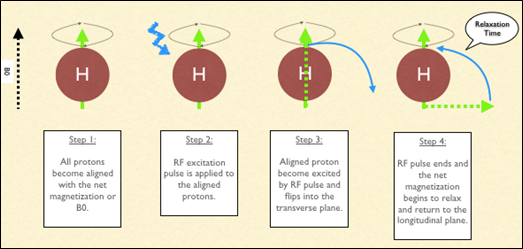 B0
H
H
H
H
Relaxation
Time
Step 1:
All protons
become aligned
with the net
magnetization or
B0.
Step 2:
RF excitation
pulse is applied to
the aligned
protons.
Step 3:
Aligned proton
become excited
by RF pulse and
flips into the
transverse plane.
Step 4:
RF pulse ends and
the net
magnetization
begins to relax
and return to the
longitudinal plane.